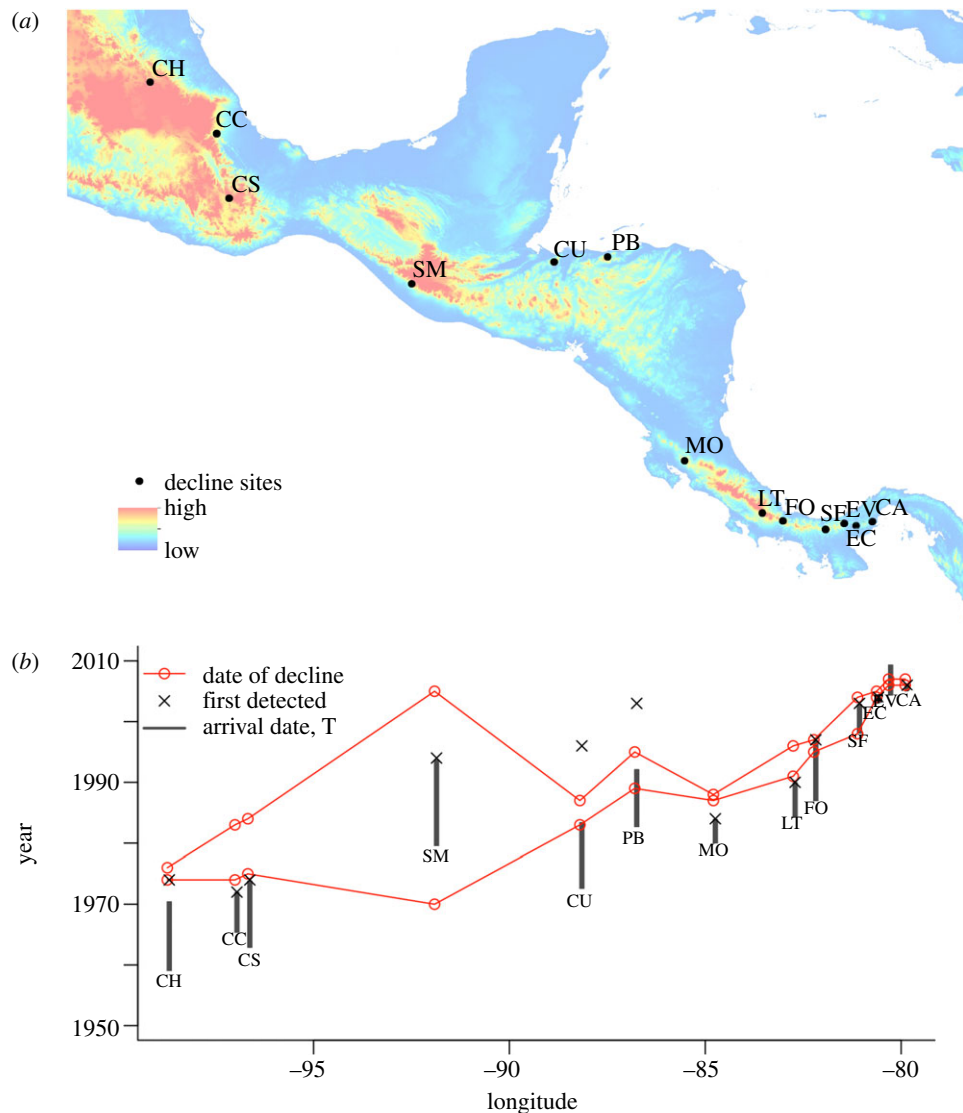 (a)
CH
CC
CS
SM
CU
PB
MO
LT
FO
SF
EV
CA
EC
decline sites
high
low
(b)
2010
1990
1970
1950
year
date of decline
first detected
arrival date, T
CH
CC
CS
SM
CU
PB
MO
LT
FO
SF
EC
EV
CA
–95
–90
–85
–80
longitude